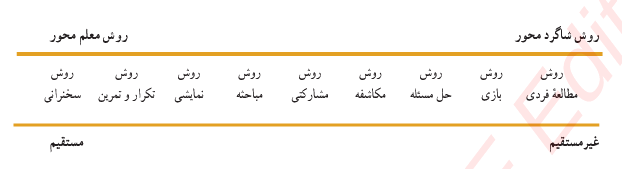 روش شاگرد محور روش معلم محور
روش روش روش روش روش روش روش روش روش
مطالعهٔ فردی بازی حل مسئله مکاشفه مشارکتی مباحثه نمایشی تکرار و تمرین سخنرانی
غیرمستقیم مستقیم